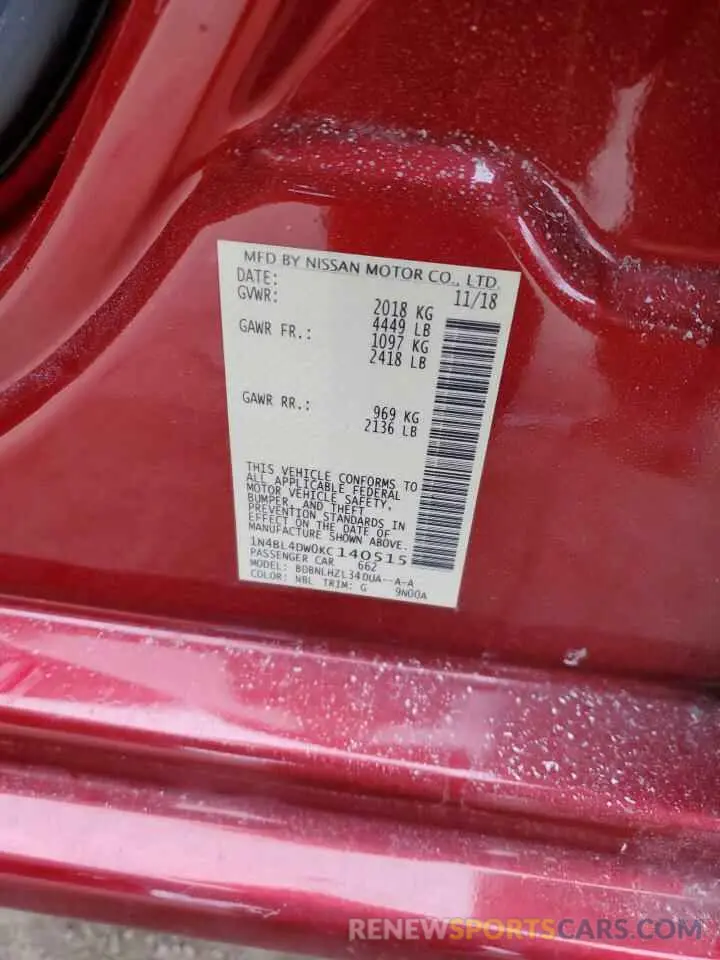 MFD BY NISSAN MOTOR CO., LTD.
DATE: 11/18
GVWR: 2018 KG
4449 LB
GAWR FR.: 1097 KG
2418 LB
GAWR RR.: 969 KG
2136 LB
THIS VEHICLE CONFORMS TO
ALL APPLICABLE FEDERAL
MOTOR VEHICLE SAFETY,
BUMPER, AND THEFT
PREVENTION STANDARDS IN
EFFECT ON THE DATE OF
MANUFACTURE SHOWN ABOVE.
1N4BL4DW0KC140515
PASSENGER CAR 662
MODEL: BDBNLHZL340UA--A-A
COLOR: NBL TRIM: G 9N00A
RENEWSPORTSCARS.COM